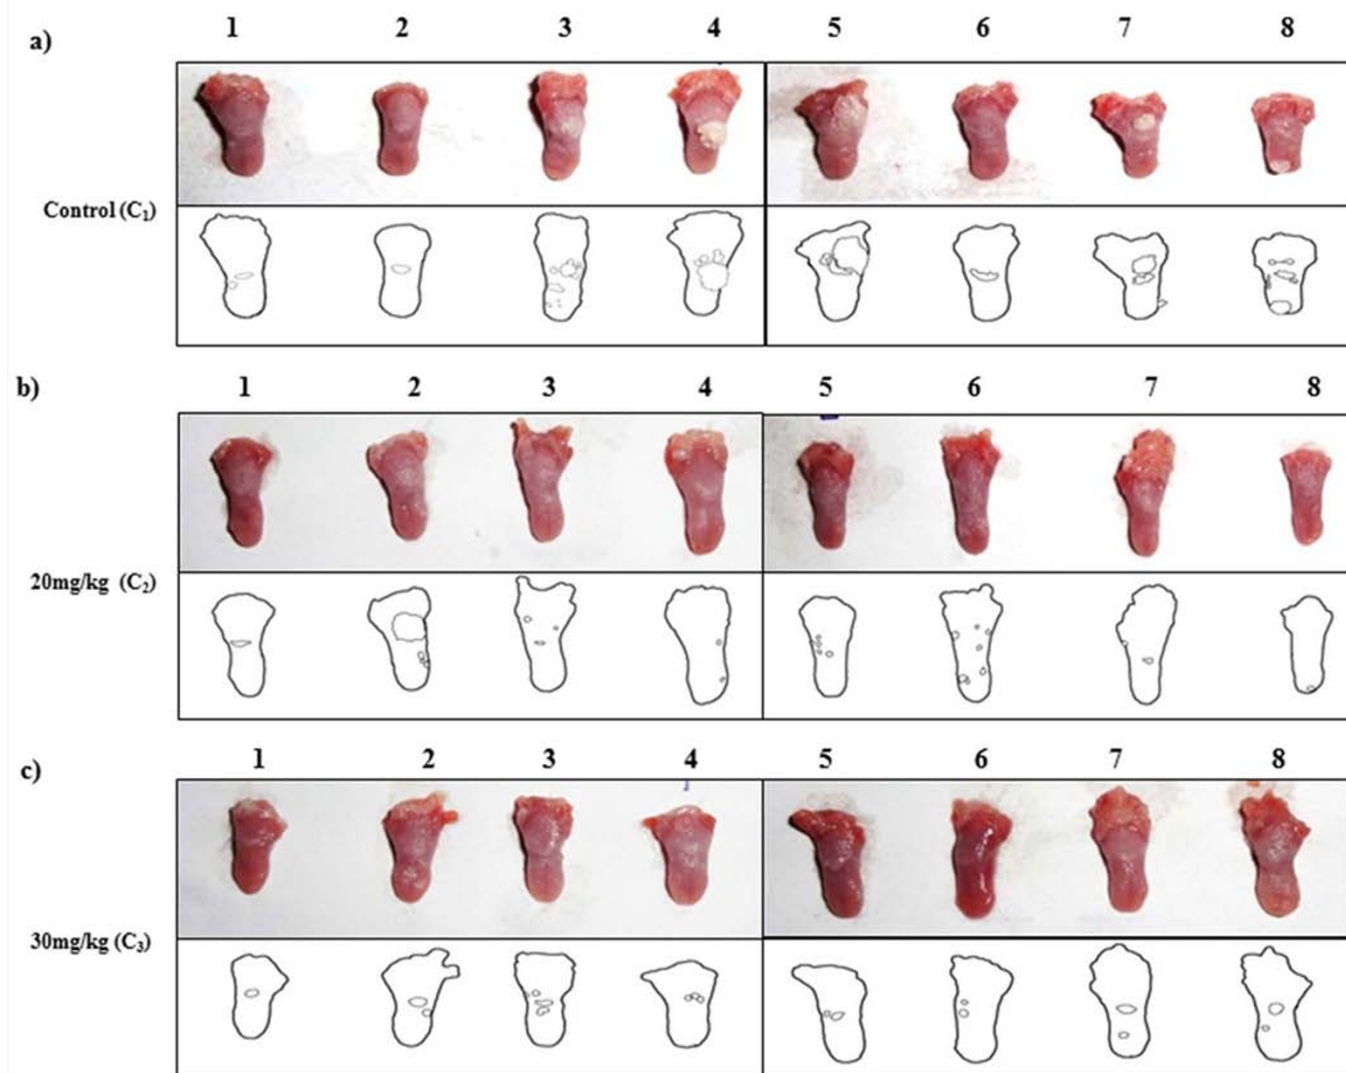 1 2 3 4 5 6 7 8
a)
Control (C₁)
1 2 3 4 5 6 7 8
b)
20mg/kg (C₂)
1 2 3 4 5 6 7 8
c)
30mg/kg (C₃)